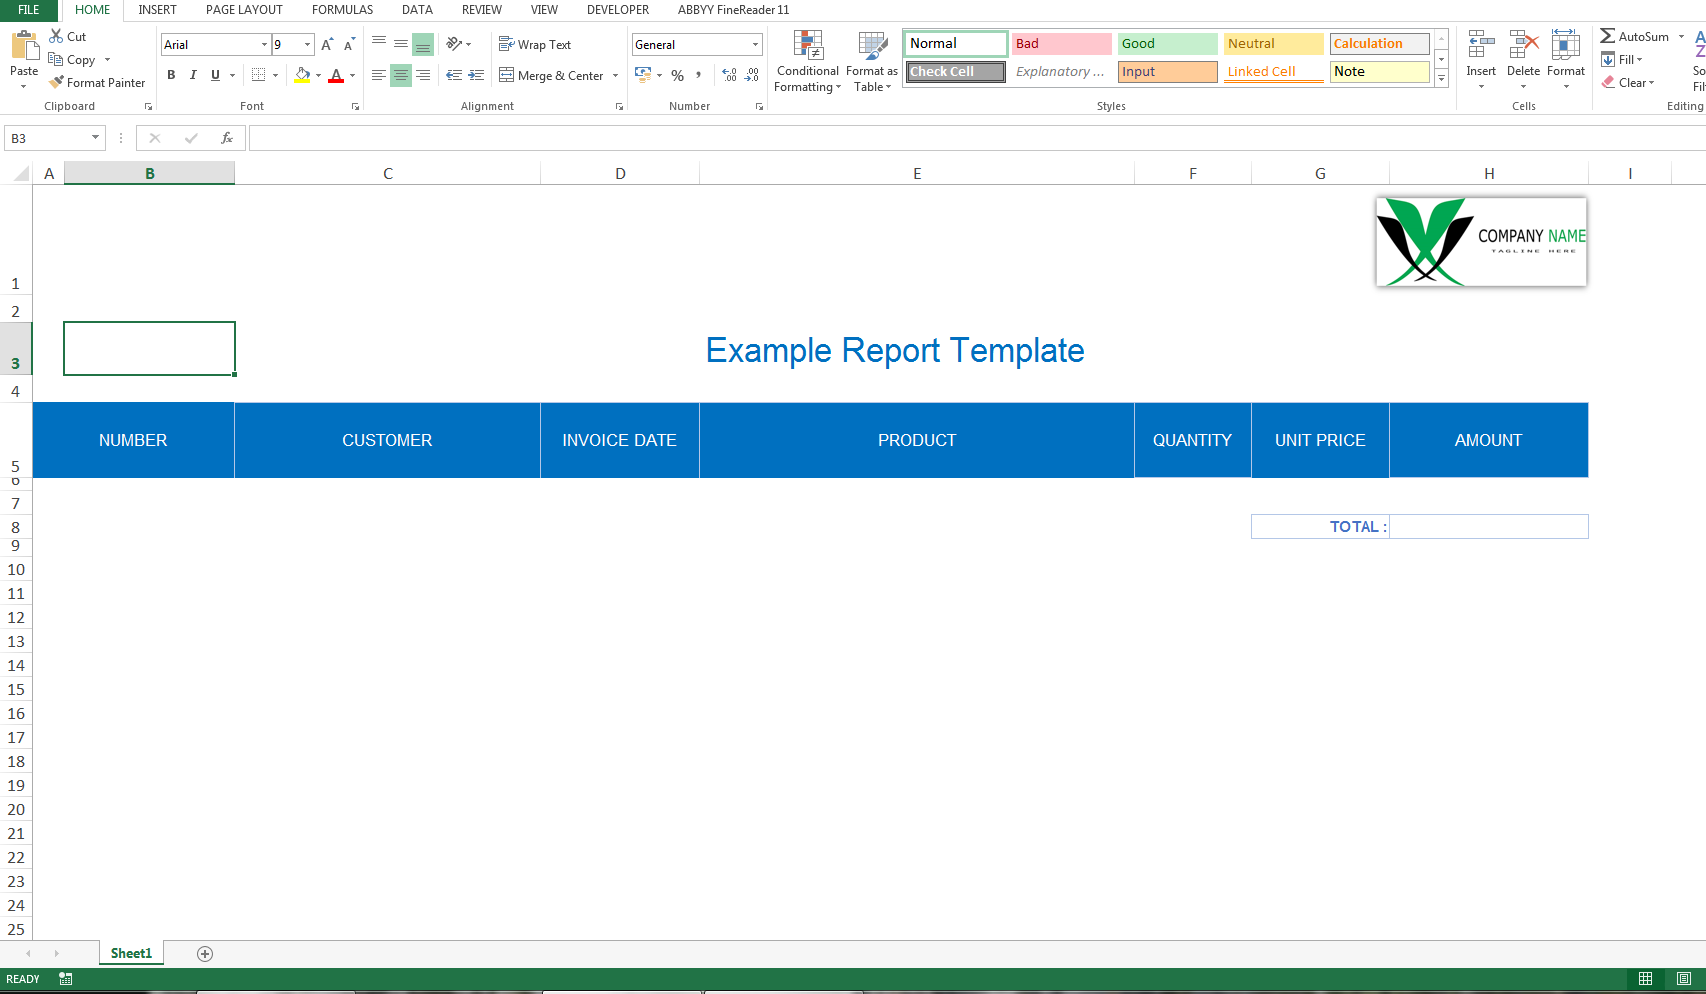 FILE HOME INSERT PAGE LAYOUT FORMULAS DATA REVIEW VIEW DEVELOPER ABBYY FineReader 11
Paste
Cut
Copy
Format Painter
Clipboard
Arial 9 A A
B I U A
Font
Wrap Text
Merge & Center
Alignment
General
% , .00 .00
Number
Conditional Formatting
Format as Table
Normal Bad Good Neutral Calculation
Check Cell Explanatory ... Input Linked Cell Note
Styles
Insert Delete Format
Cells
AutoSum
Fill
Clear
So
Fil
Editing
B3 fx
A B C D E F G H I
COMPANY NAME
TAGLINE HERE
1
2
3 Example Report Template
4
5 NUMBER CUSTOMER INVOICE DATE PRODUCT QUANTITY UNIT PRICE AMOUNT
6
7
8 TOTAL :
9
10
11
12
13
14
15
16
17
18
19
20
21
22
23
24
25
Sheet1
READY